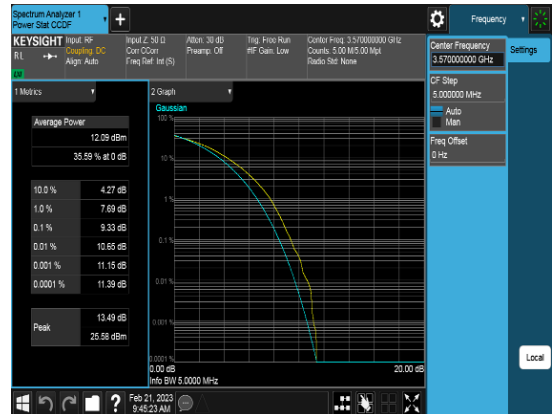 Spectrum Analyzer 1
Power Stat CCDF
Frequency
KEYSIGHT Input: RF Input Z: 50 Ω Atten: 30 dB Trig: Free Run Center Freq: 3.570000000 GHz
RL Coupling: DC Corr CCorr Preamp: Off #IF Gain: Low Counts: 5.00 M/5.00 Mpt
Align: Auto Freq Ref: Int (S) Radio Std: None
Center Frequency
3.570000000 GHz
Settings
CF Step
5.000000 MHz
Auto
Man
Freq Offset
0 Hz
1 Metrics
2 Graph
Average Power
12.09 dBm
35.59 % at 0 dB
10.0 % 4.27 dB
1.0 % 7.69 dB
0.1 % 9.33 dB
0.01 % 10.65 dB
0.001 % 11.15 dB
0.0001 % 11.39 dB
Peak 13.49 dB
25.58 dBm
Gaussian
100 %
10 %
1 %
0.1 %
0.01 %
0.001 %
0.0001 %
0.00 dB 20.00 dB
Info BW 5.0000 MHz
Local
? Feb 21, 2023
9:45:23 AM